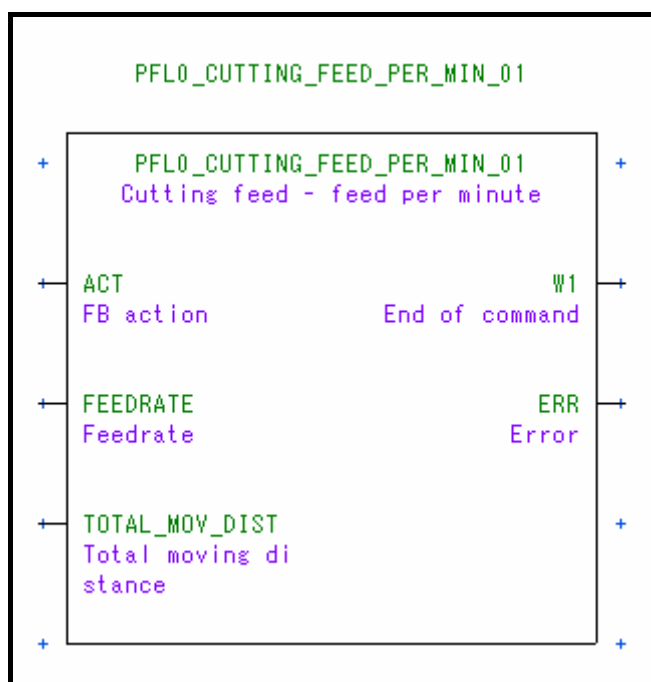 PFL0_CUTTING_FEED_PER_MIN_01
PFL0_CUTTING_FEED_PER_MIN_01
Cutting feed - feed per minute
ACT W1
FB action End of command
FEEDRATE ERR
Feedrate Error
TOTAL_MOV_DIST
Total moving di
stance